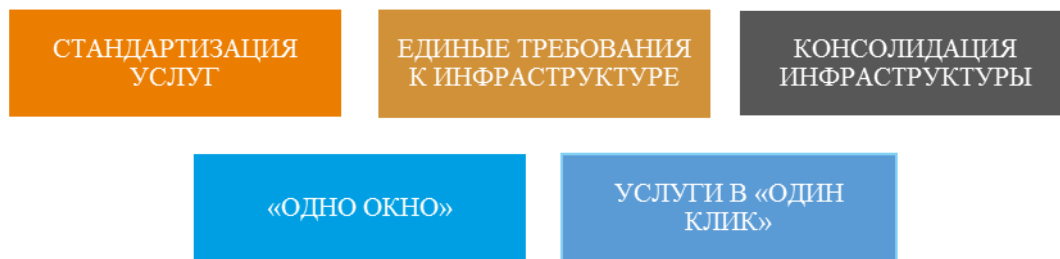 СТАНДАРТИЗАЦИЯ
УСЛУГ
ЕДИНЫЕ ТРЕБОВАНИЯ
К ИНФРАСТРУКТУРЕ
КОНСОЛИДАЦИЯ
ИНФРАСТРУКТУРЫ
«ОДНО ОКНО»
УСЛУГИ В «ОДИН
КЛИК»